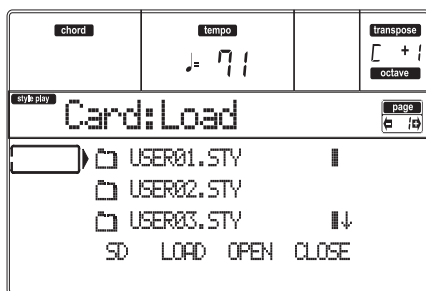 chord tempo transpose
♩= 71 C +1
octave
style play Card:Load page
1
USER01.STY
USER02.STY
USER03.STY
SD LOAD OPEN CLOSE